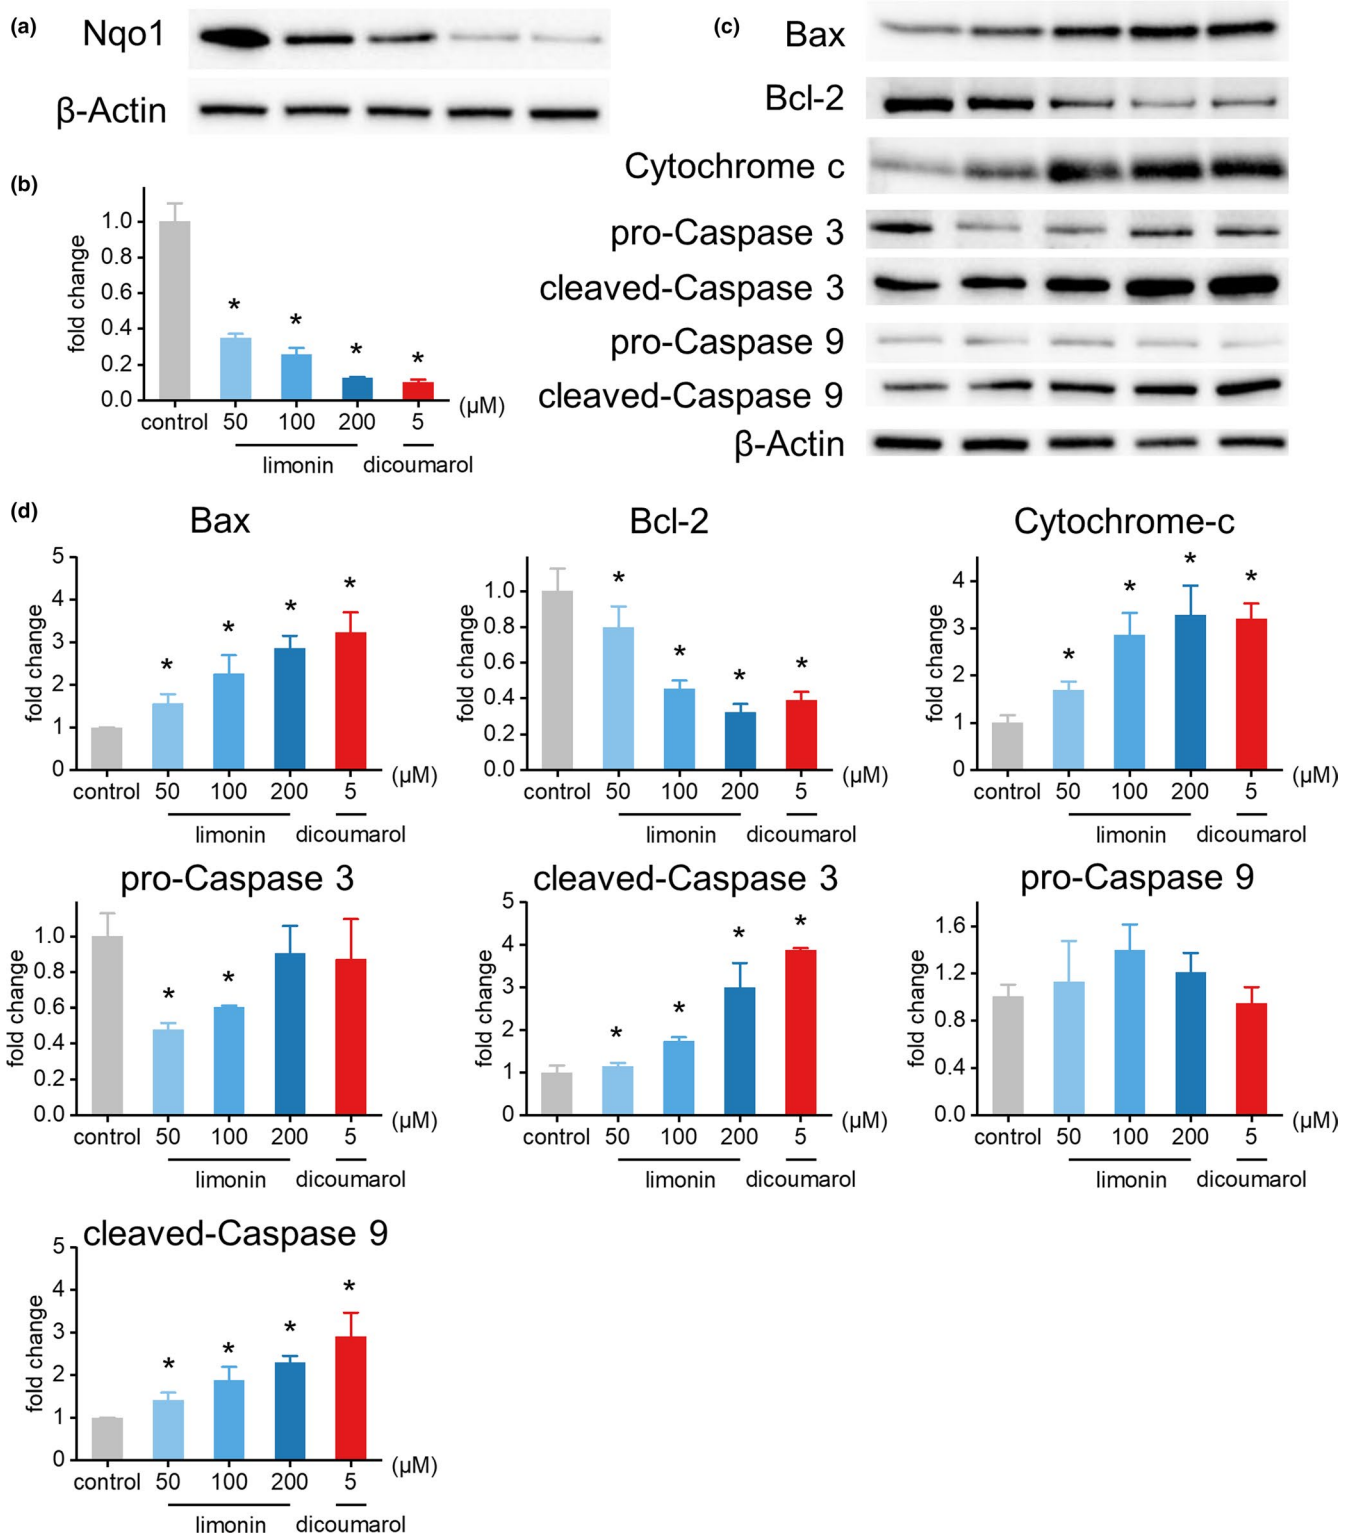 (a)
Nqo1
β-Actin
(b)
fold change
1.0
0.8
0.6
0.4
0.2
0.0
* * * *
control 50 100 200 5 (μM)
limonin dicoumarol
(c)
Bax
Bcl-2
Cytochrome c
pro-Caspase 3
cleaved-Caspase 3
pro-Caspase 9
cleaved-Caspase 9
β-Actin
(d)
Bax
fold change
5
4
3
2
1
0
* * * *
control 50 100 200 5 (μM)
limonin dicoumarol
Bcl-2
fold change
1.0
0.8
0.6
0.4
0.2
0.0
* * * *
control 50 100 200 5 (μM)
limonin dicoumarol
Cytochrome-c
fold change
4
3
2
1
0
* * * *
control 50 100 200 5 (μM)
limonin dicoumarol
pro-Caspase 3
fold change
1.0
0.8
0.6
0.4
0.2
0.0
* *
control 50 100 200 5 (μM)
limonin dicoumarol
cleaved-Caspase 3
fold change
5
4
3
2
1
0
* * * *
control 50 100 200 5 (μM)
limonin dicoumarol
pro-Caspase 9
fold change
1.6
1.2
0.8
0.4
0.0
control 50 100 200 5 (μM)
limonin dicoumarol
cleaved-Caspase 9
fold change
5
4
3
2
1
0
* * * *
control 50 100 200 5 (μM)
limonin dicoumarol